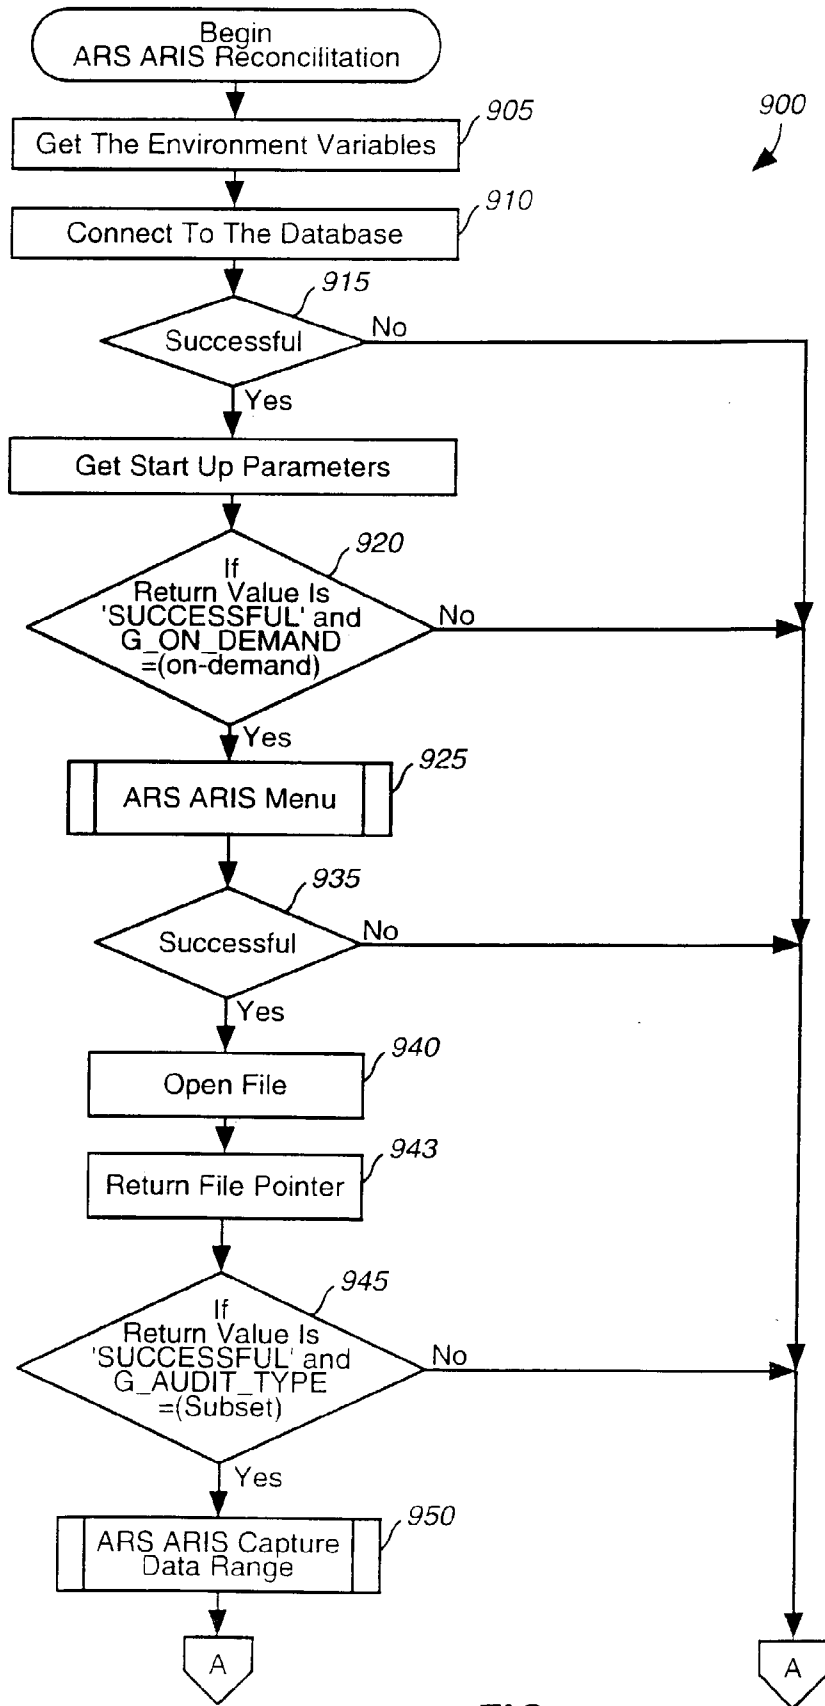 Begin
ARS ARIS Reconcilitation
905
Get The Environment Variables
900
910
Connect To The Database
915
Successful
No
Yes
Get Start Up Parameters
920
If
Return Value Is
'SUCCESSFUL' and
G_ON_DEMAND
=(on-demand)
No
Yes
925
ARS ARIS Menu
935
Successful
No
Yes
940
Open File
943
Return File Pointer
945
If
Return Value Is
'SUCCESSFUL' and
G_AUDIT_TYPE
=(Subset)
No
Yes
950
ARS ARIS Capture
Data Range
A
A